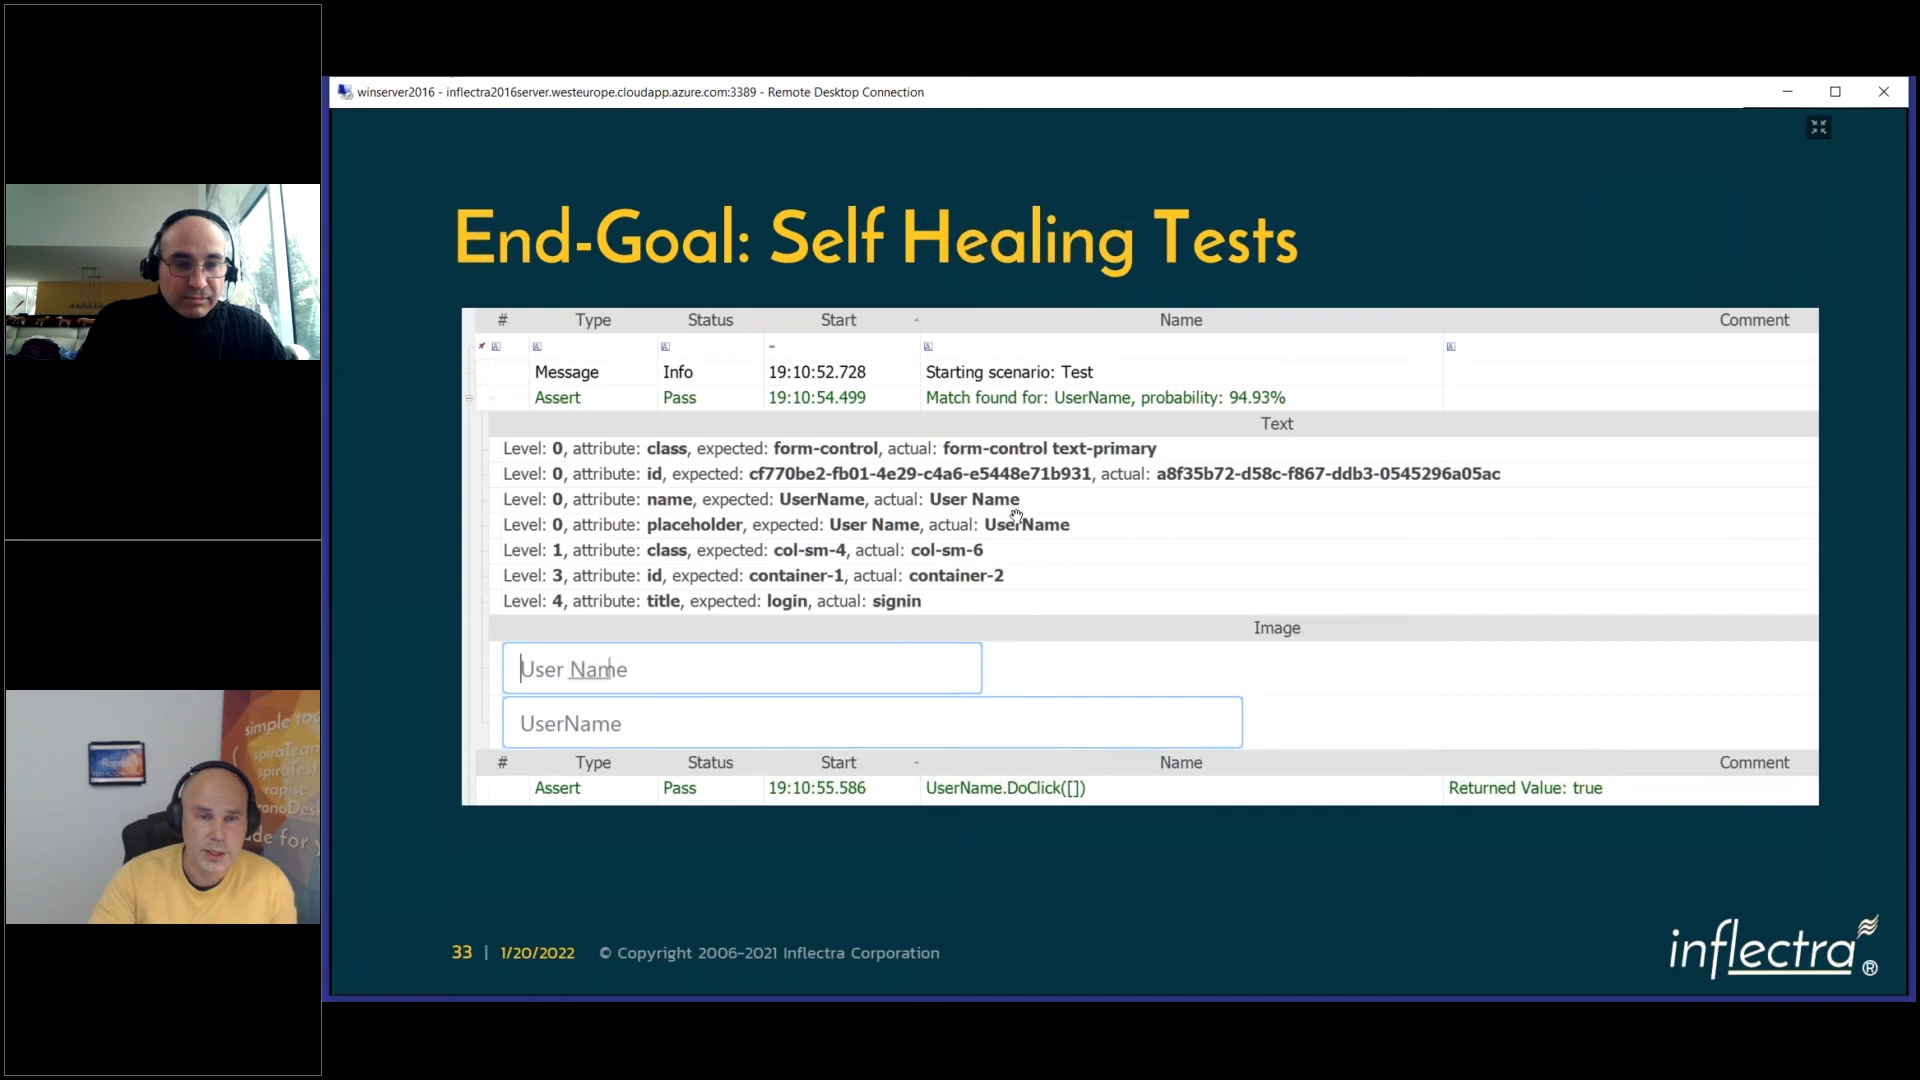 winserver2016 - inflectra2016server.westeurope.cloudapp.azure.com:3389 - Remote Desktop Connection
End-Goal: Self Healing Tests
# Type Status Start Name Comment
Message Info 19:10:52.728 Starting scenario: Test
Assert Pass 19:10:54.499 Match found for: UserName, probability: 94.93%
Text
Level: 0, attribute: class, expected: form-control, actual: form-control text-primary
Level: 0, attribute: id, expected: cf770be2-fb01-4e29-c4a6-e5448e71b931, actual: a8f35b72-d58c-f867-ddb3-0545296a05ac
Level: 0, attribute: name, expected: UserName, actual: User Name
Level: 0, attribute: placeholder, expected: User Name, actual: UserName
Level: 1, attribute: class, expected: col-sm-4, actual: col-sm-6
Level: 3, attribute: id, expected: container-1, actual: container-2
Level: 4, attribute: title, expected: login, actual: signin
Image
User Name
UserName
# Type Status Start Name Comment
Assert Pass 19:10:55.586 UserName.DoClick([]) Returned Value: true
33 | 1/20/2022 © Copyright 2006-2021 Inflectra Corporation
inflectra®
simple
spiraTeam
spiraTest
rapise